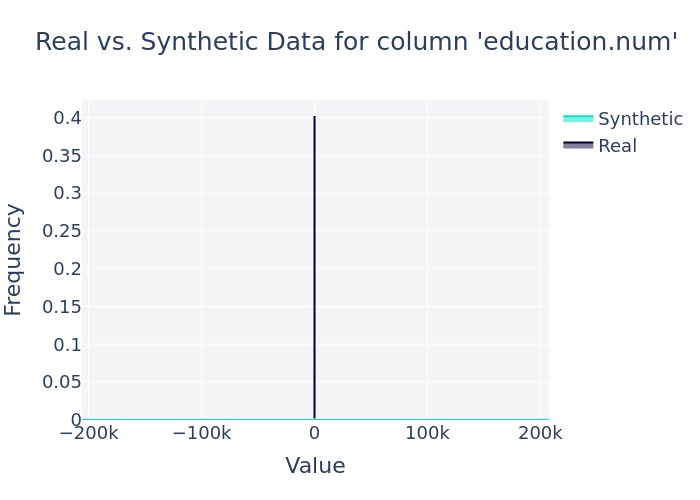 Real vs. Synthetic Data for column 'education.num'
Synthetic
Real
Frequency
0.4
0.35
0.3
0.25
0.2
0.15
0.1
0.05
0
−200k
−100k
0
100k
200k
Value